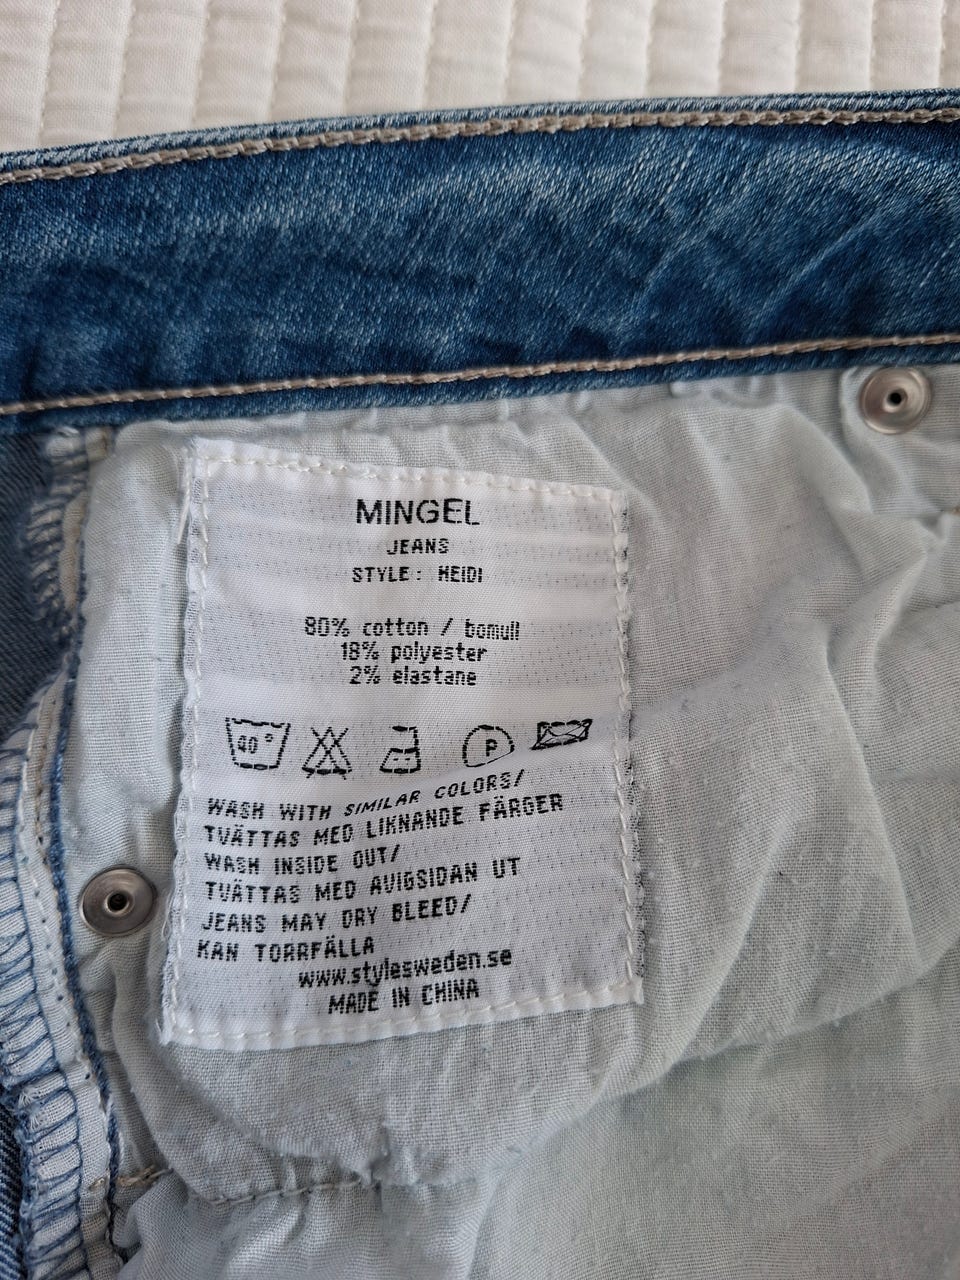 MINGEL
JEANS
STYLE: HEIDI
80% cotton / bomull
18% polyester
2% elastane
40° P
WASH WITH SIMILAR COLORS/
TVÄTTAS MED LIKNANDE FÄRGER
WASH INSIDE OUT/
TVÄTTAS MED AVIGSIDAN UT
JEANS MAY DRY BLEED/
KAN TORRFÄLLA
www.stylesweden.se
MADE IN CHINA